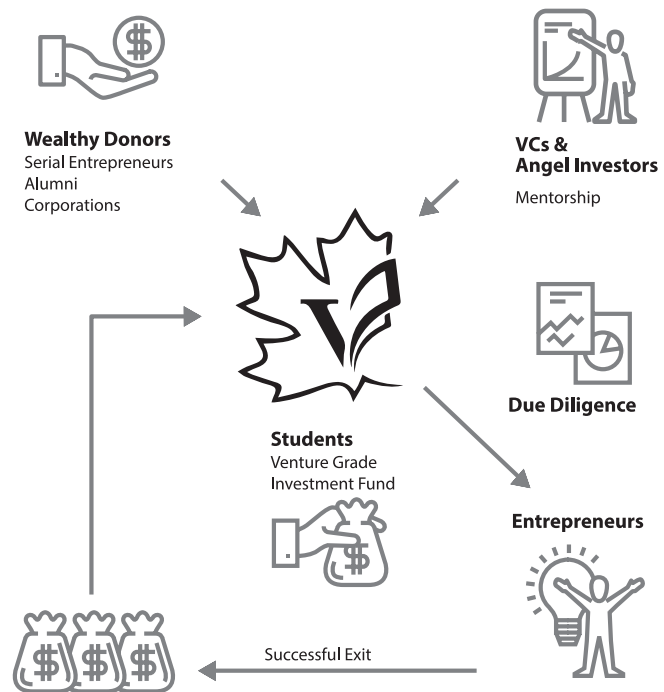 Wealthy Donors
Serial Entrepreneurs
Alumni
Corporations
VCs &
Angel Investors
Mentorship
V
Due Diligence
Students
Venture Grade
Investment Fund
Entrepreneurs
Successful Exit
$
$
$ $ $